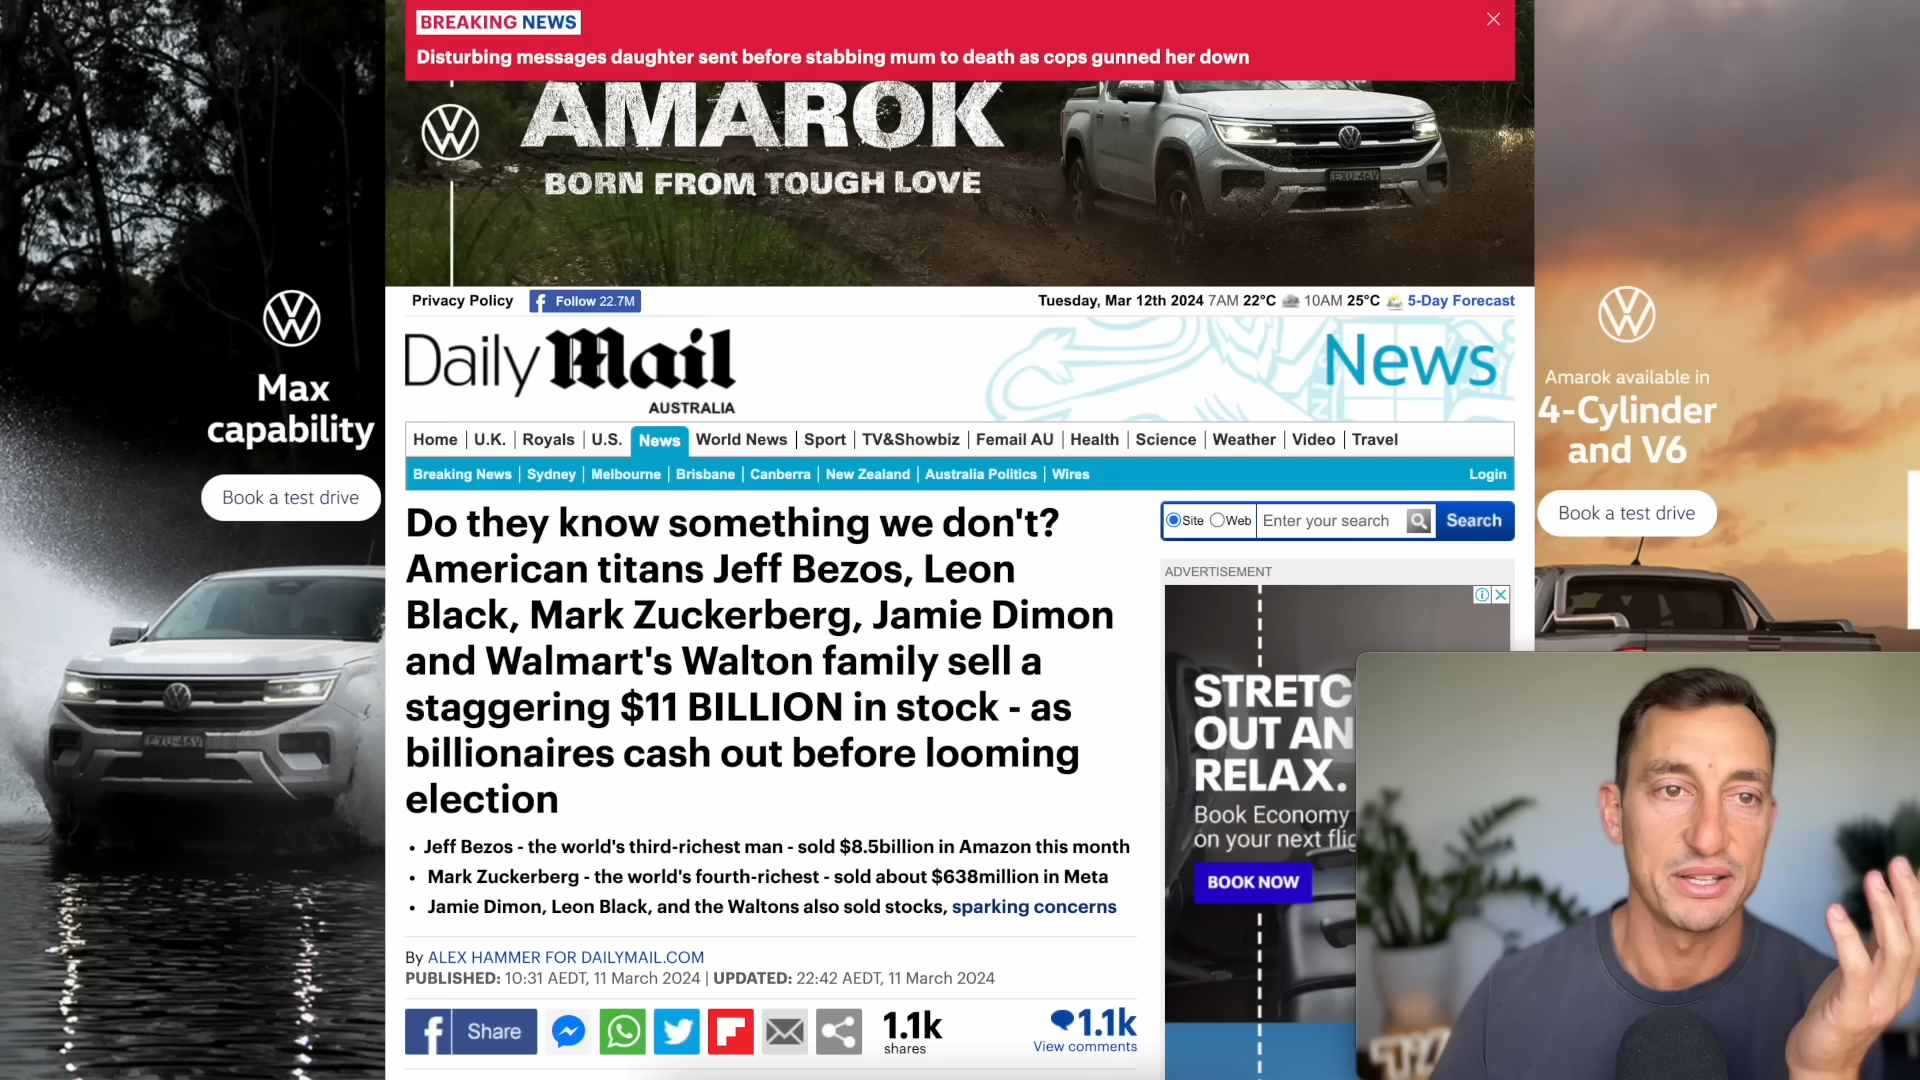 BREAKING NEWS
Disturbing messages daughter sent before stabbing mum to death as cops gunned her down
AMAROK
BORN FROM TOUGH LOVE
EXU·46V
Privacy Policy
Follow 22.7M
Tuesday, Mar 12th 2024 7AM 22°C 10AM 25°C 5-Day Forecast
Daily Mail
AUSTRALIA
News
Max
capability
Book a test drive
EXU·46V
Amarok available in
4-Cylinder
and V6
Book a test drive
Home U.K. Royals U.S. News World News Sport TV&Showbiz Femail AU Health Science Weather Video Travel
Breaking News Sydney Melbourne Brisbane Canberra New Zealand Australia Politics Wires Login
Do they know something we don't?
American titans Jeff Bezos, Leon
Black, Mark Zuckerberg, Jamie Dimon
and Walmart's Walton family sell a
staggering $11 BILLION in stock - as
billionaires cash out before looming
election
• Jeff Bezos - the world's third-richest man - sold $8.5billion in Amazon this month
• Mark Zuckerberg - the world's fourth-richest - sold about $638million in Meta
• Jamie Dimon, Leon Black, and the Waltons also sold stocks, sparking concerns
By ALEX HAMMER FOR DAILYMAIL.COM
PUBLISHED: 10:31 AEDT, 11 March 2024 | UPDATED: 22:42 AEDT, 11 March 2024
Share
1.1k
shares
1.1k
View comments
Site Web Enter your search Search
ADVERTISEMENT
STRETC
OUT AN
RELAX.
Book Economy
on your next flig
BOOK NOW